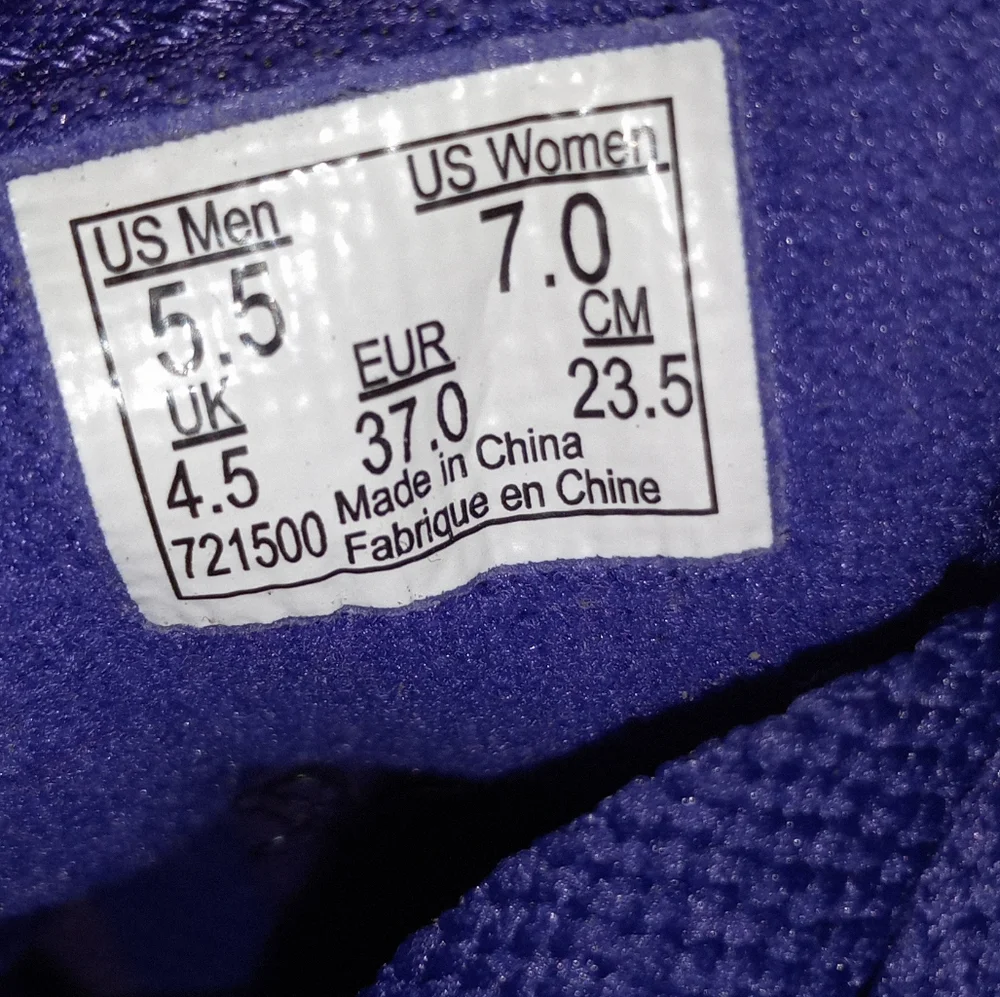 US Men US Women
5.5 7.0
UK EUR CM
4.5 37.0 23.5
721500 Made in China
Fabrique en Chine